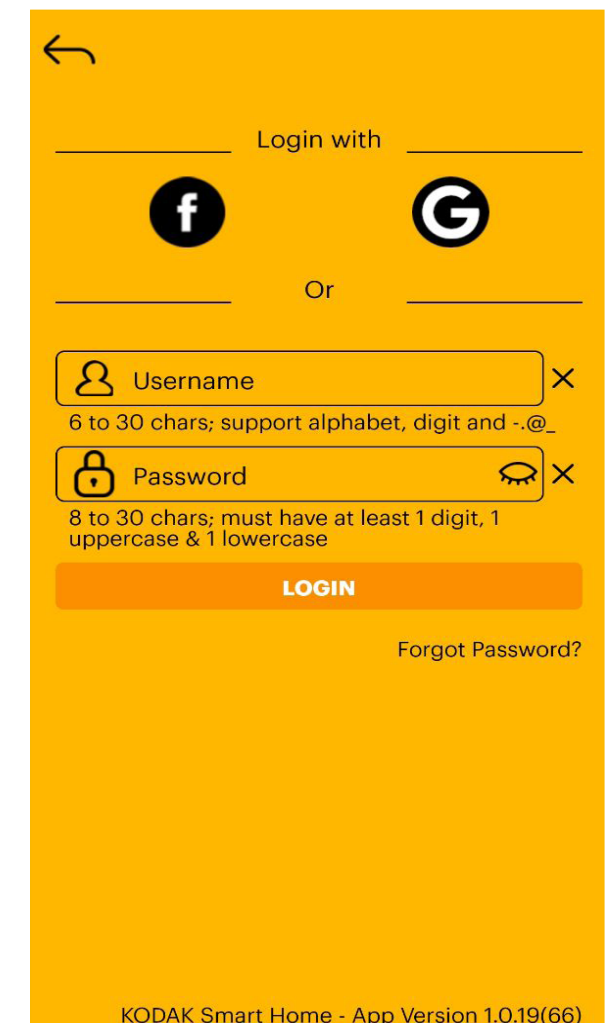 Login with
f
G
Or
Username
6 to 30 chars; support alphabet, digit and -.@_
Password
8 to 30 chars; must have at least 1 digit, 1
uppercase & 1 lowercase
LOGIN
Forgot Password?
KODAK Smart Home - App Version 1.0.19(66)